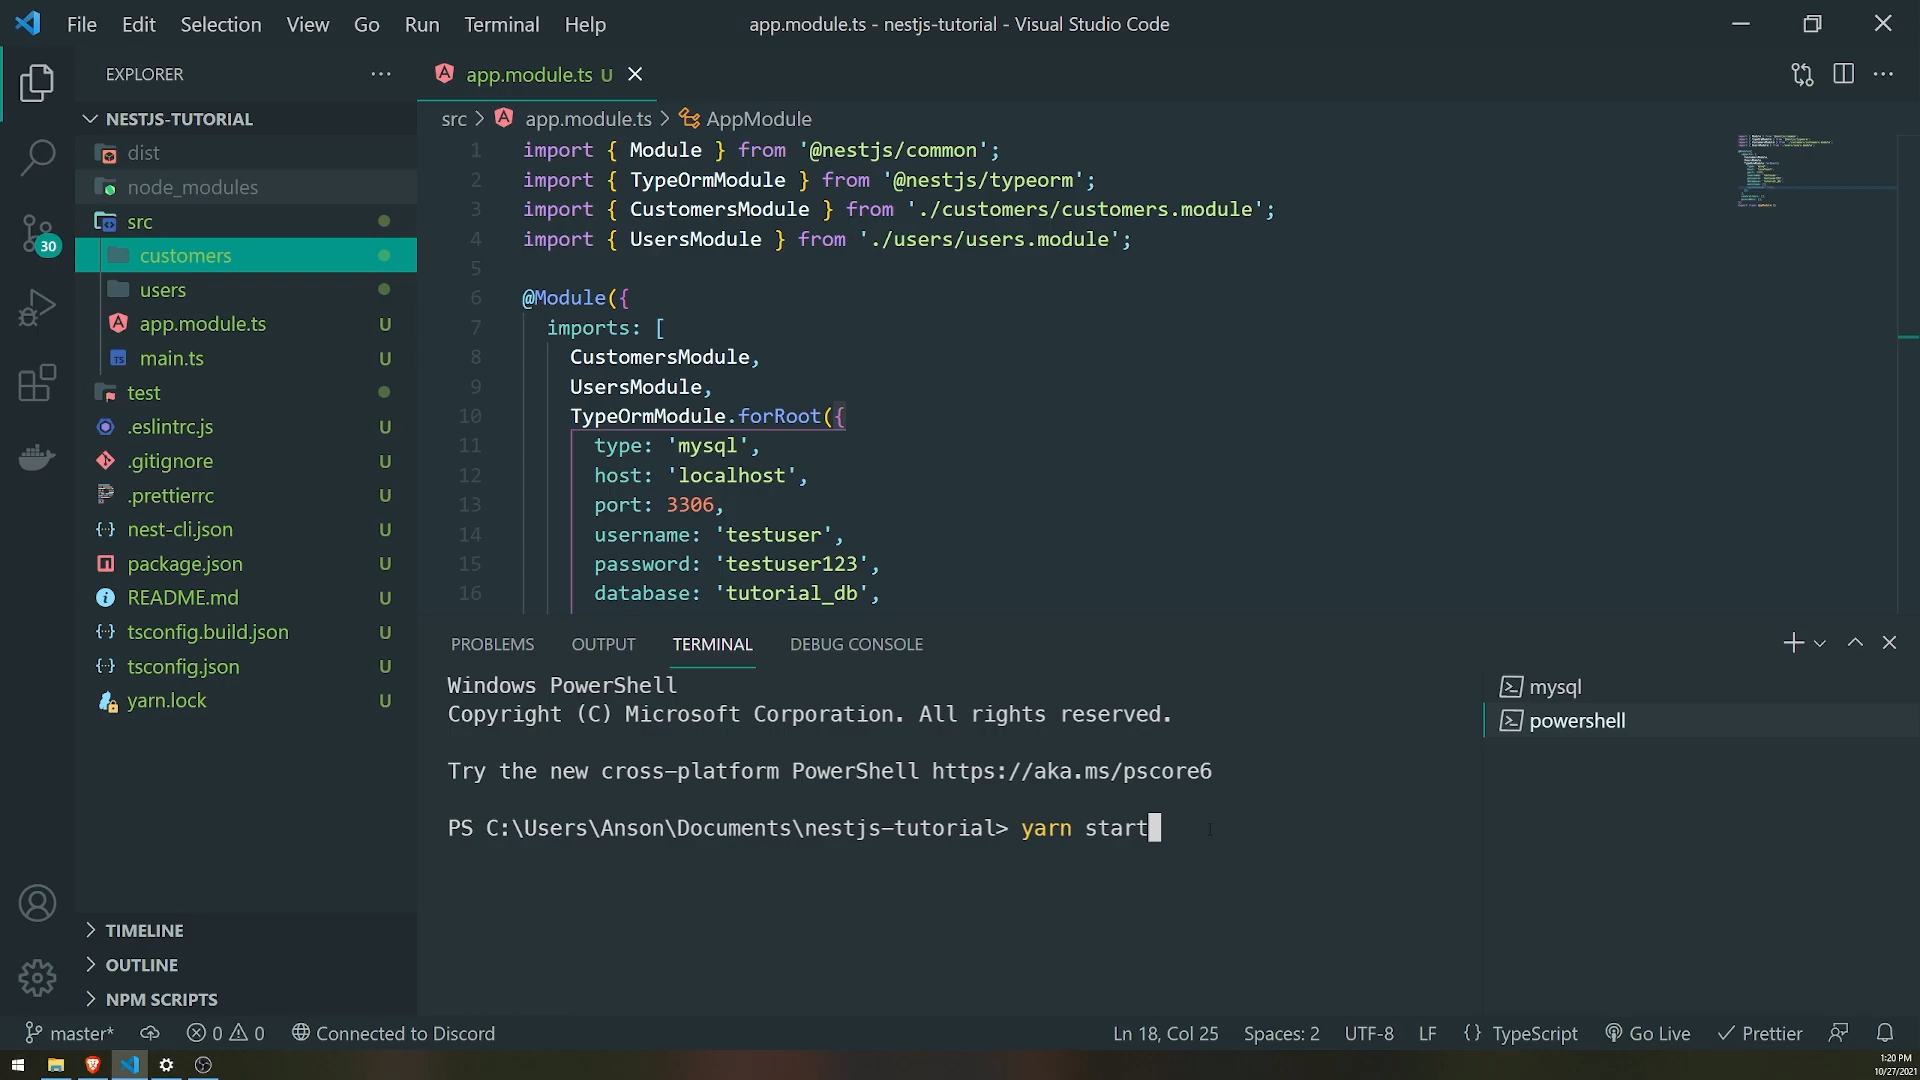 File Edit Selection View Go Run Terminal Help
app.module.ts - nestjs-tutorial - Visual Studio Code
EXPLORER
NESTJS-TUTORIAL
dist
node_modules
src
customers
users
app.module.ts U
main.ts U
test
.eslintrc.js U
.gitignore U
.prettierrc U
nest-cli.json U
package.json U
README.md U
tsconfig.build.json U
tsconfig.json U
yarn.lock U
TIMELINE
OUTLINE
NPM SCRIPTS
30
app.module.ts U
src > app.module.ts > AppModule
1 import { Module } from '@nestjs/common';
2 import { TypeOrmModule } from '@nestjs/typeorm';
3 import { CustomersModule } from './customers/customers.module';
4 import { UsersModule } from './users/users.module';
5
6 @Module({
7 imports: [
8 CustomersModule,
9 UsersModule,
10 TypeOrmModule.forRoot({
11 type: 'mysql',
12 host: 'localhost',
13 port: 3306,
14 username: 'testuser',
15 password: 'testuser123',
16 database: 'tutorial_db',
PROBLEMS OUTPUT TERMINAL DEBUG CONSOLE
Windows PowerShell
Copyright (C) Microsoft Corporation. All rights reserved.
Try the new cross-platform PowerShell https://aka.ms/pscore6
PS C:\Users\Anson\Documents\nestjs-tutorial> yarn start
mysql
powershell
master* 0 0 Connected to Discord
Ln 18, Col 25 Spaces: 2 UTF-8 LF {} TypeScript Go Live Prettier
1:20 PM
10/27/2021